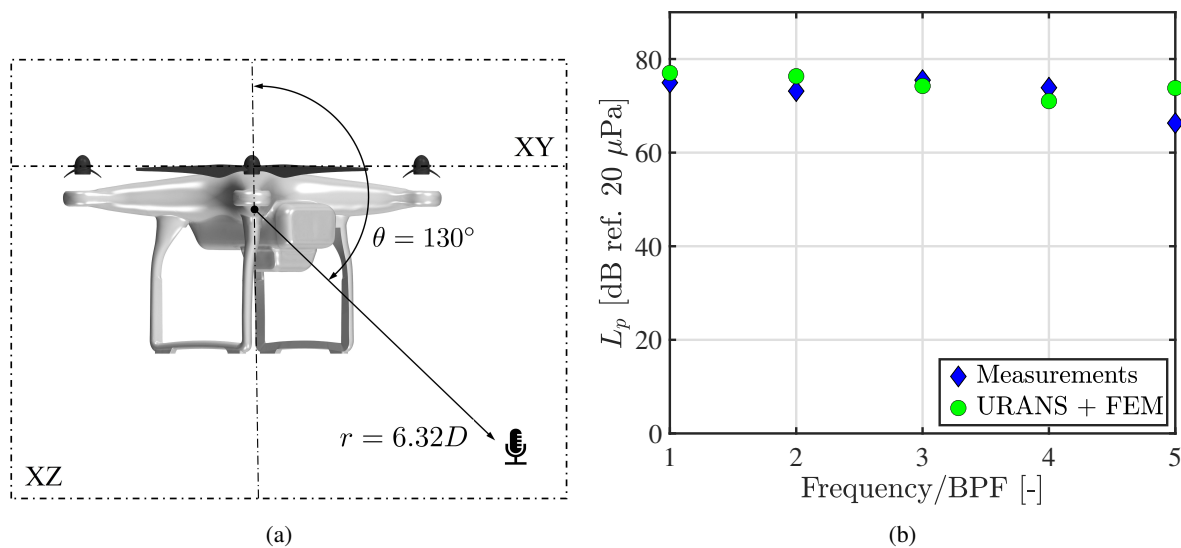 XY
θ = 130°
r = 6.32D
XZ
(a)
80
60
40
20
0
1 2 3 4 5
L_p [dB ref. 20 μPa]
Frequency/BPF [-]
Measurements
URANS + FEM
(b)